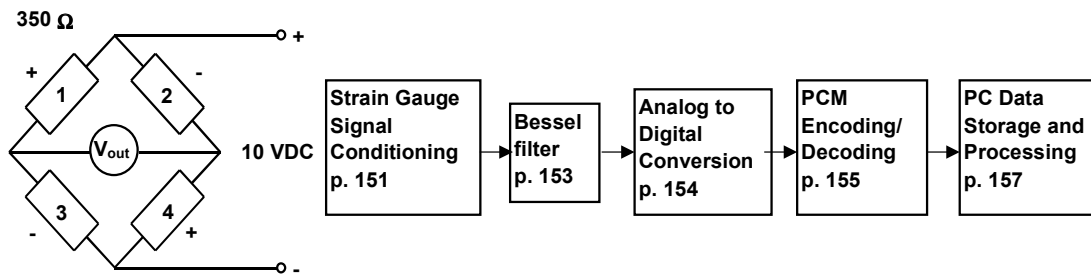 350 Ω
+
+
-
1
2
V out
10 VDC
3
4
-
+
-
Strain Gauge
Signal
Conditioning
p. 151
Bessel
filter
p. 153
Analog to
Digital
Conversion
p. 154
PCM
Encoding/
Decoding
p. 155
PC Data
Storage and
Processing
p. 157